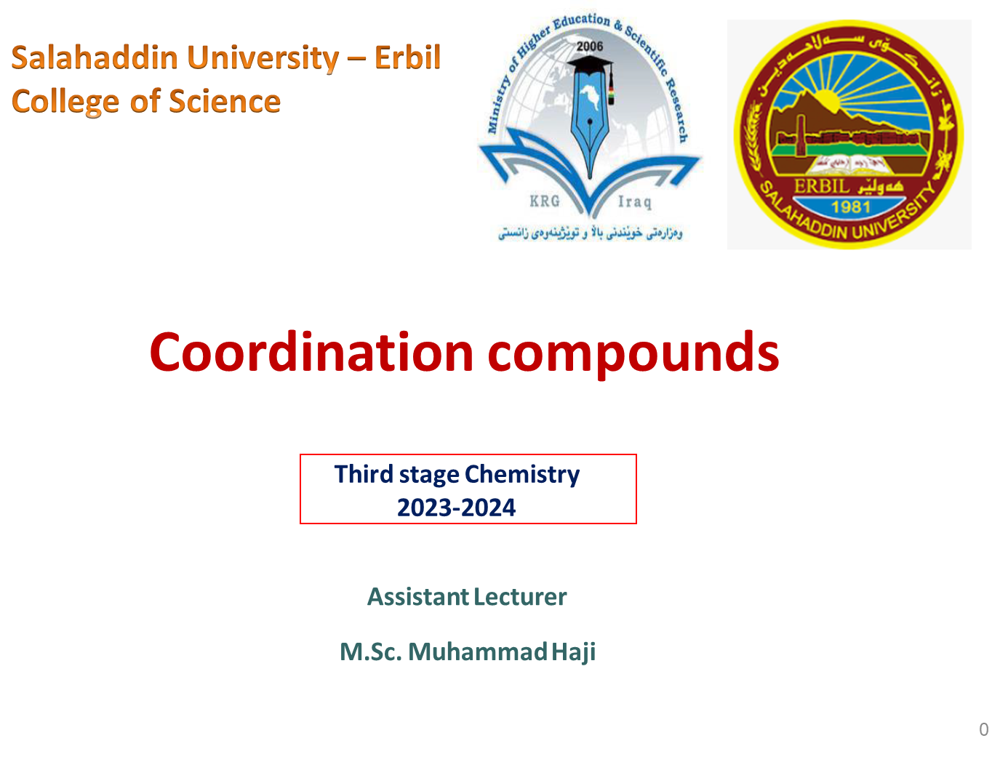 Salahaddin University – Erbil
College of Science
Ministry of Higher Education & Scientific Research
2006
KRG Iraq
وەزارەتی خوێندنی باڵا و توێژینەوەی زانستی
زانکۆی سەلاحەدین
ERBIL هەولێر
1981
SALAHADDIN UNIVERSITY
Coordination compounds
Third stage Chemistry
2023-2024
Assistant Lecturer
M.Sc. Muhammad Haji
0